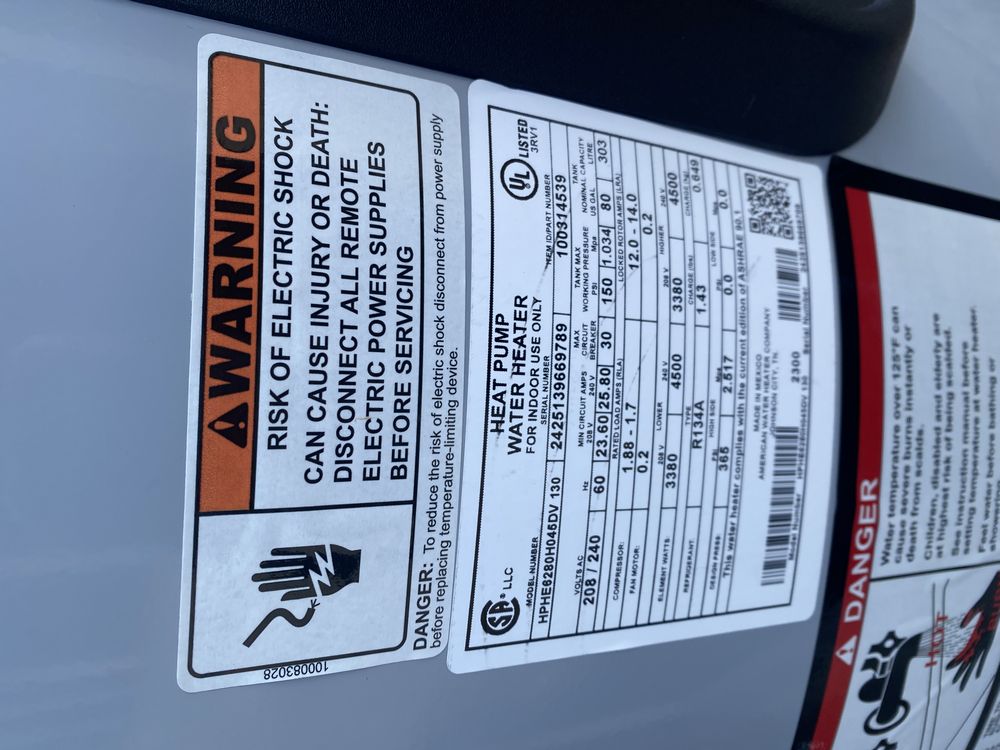 WARNING
RISK OF ELECTRIC SHOCK
CAN CAUSE INJURY OR DEATH:
DISCONNECT ALL REMOTE
ELECTRIC POWER SUPPLIES
BEFORE SERVICING
100083028
DANGER: To reduce the risk of electric shock disconnect from power supply
before replacing temperature-limiting device.
SA® LLC
HEAT PUMP
WATER HEATER
FOR INDOOR USE ONLY
UL LISTED
3RV1
MODEL NUMBER SERIAL NUMBER ITEM ID/PART NUMBER
HPHE6280H045DV 130 2425139669789 100314539
VOLTS AC Hz MIN CIRCUIT AMPS MAX CIRCUIT BREAKER TANK MAX WORKING PRESSURE TANK NOMINAL CAPACITY
208 V 240 V PSI Mpa US GAL LITRE
208 / 240 60 23.60 25.80 30 150 1.034 80 303
RATED LOAD AMPS (RLA) LOCKED ROTOR AMPS (LRA)
COMPRESSOR: 1.88 - 1.7 12.0 - 14.0
FAN MOTOR: 0.2 0.2
208 V LOWER 240 V 208 V HIGHER 240 V
ELEMENT WATTS: 3380 4500 3380 4500
TYPE CHARGE (lbs) CHARGE (kg)
REFRIGERANT: R134A 1.43 0.649
PSI HIGH SIDE Mpa PSI LOW SIDE Mpa
DESIGN PRESS: 365 2.517 0.0 0.0
This water heater complies with the current edition of ASHRAE 90.1
MADE IN MEXICO
AMERICAN WATER HEATER COMPANY
JOHNSON CITY, TN.
2300
Model Number HPHE6280H045DV 130 Serial Number
DANGER
HOT
Water temperature over 125°F can
cause severe burns instantly or
death from scalds.
Children, disabled and elderly are
at highest risk of being scalded.
See instruction manual before
setting temperature at water heater.
Feel water before bathing or